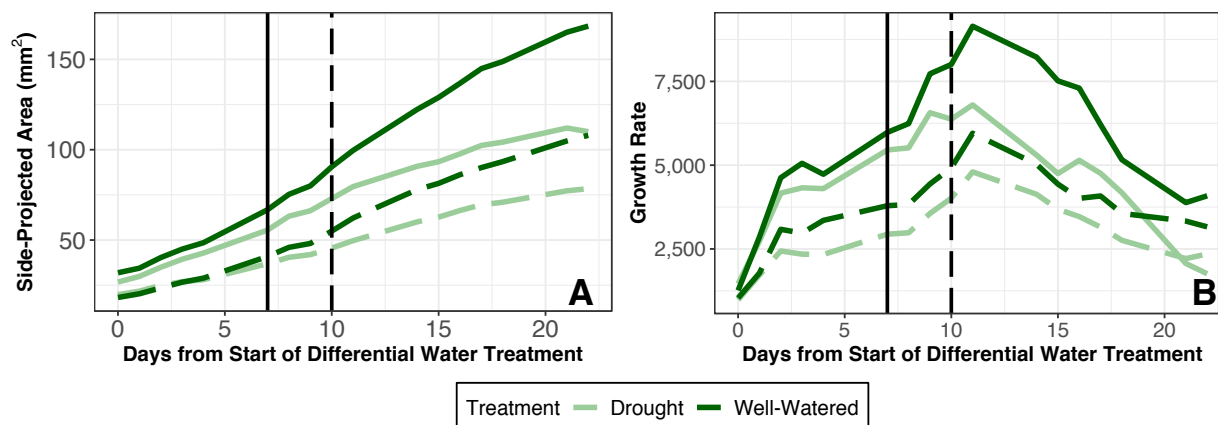 Side-Projected Area (mm²)
150
100
50
0
5
10
15
20
A
Days from Start of Differential Water Treatment
Growth Rate
7,500
5,000
2,500
0
5
10
15
20
B
Days from Start of Differential Water Treatment
Treatment Drought Well-Watered